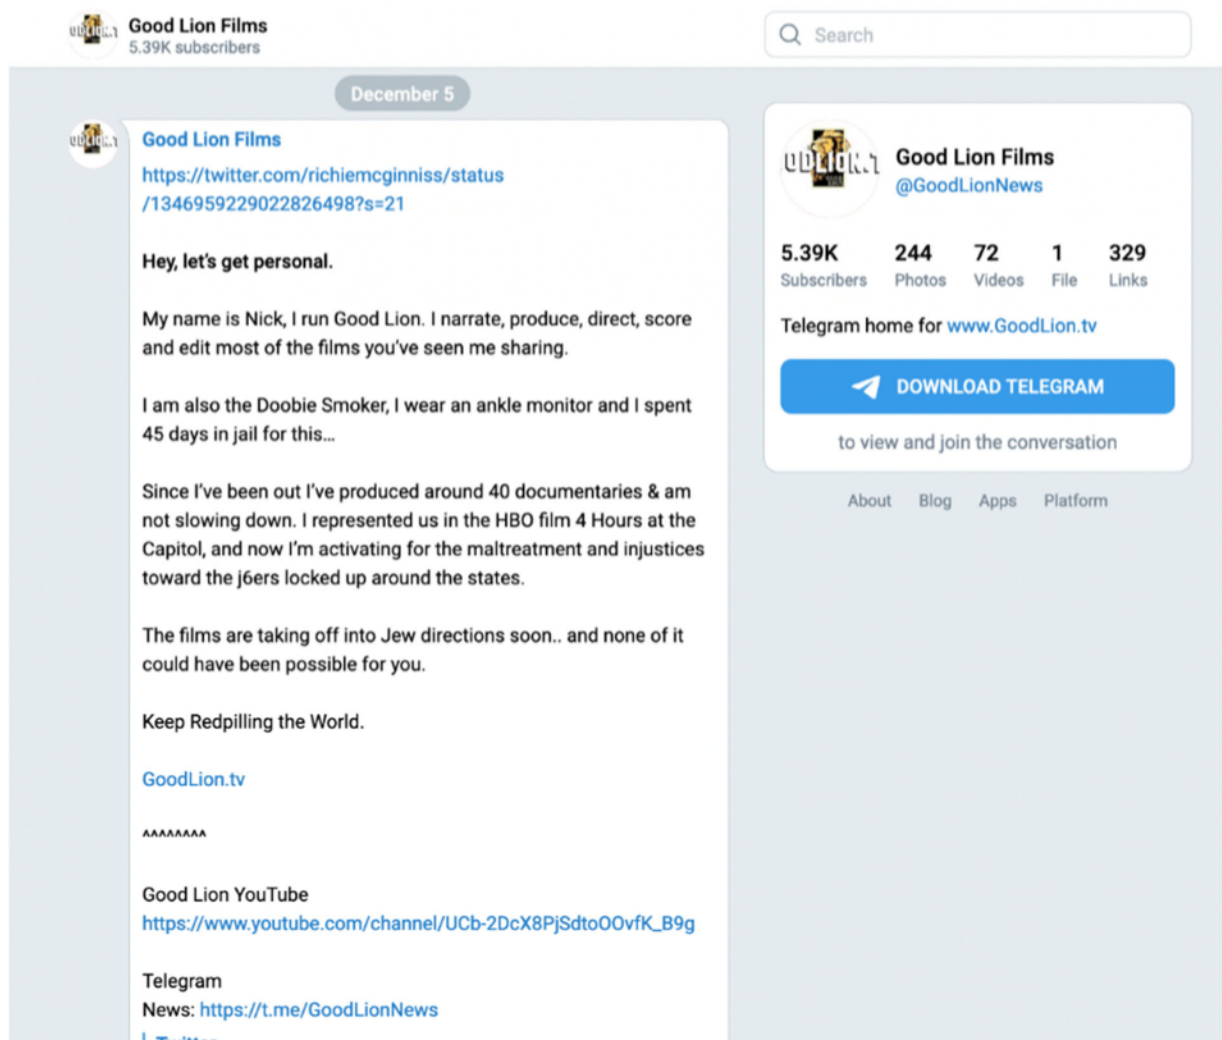 Good Lion Films
5.39K subscribers
Search
December 5
Good Lion Films
https://twitter.com/richiemcginniss/status
/1346959229022826498?s=21
Hey, let's get personal.
My name is Nick, I run Good Lion. I narrate, produce, direct, score
and edit most of the films you've seen me sharing.
I am also the Doobie Smoker, I wear an ankle monitor and I spent
45 days in jail for this...
Since I've been out I've produced around 40 documentaries & am
not slowing down. I represented us in the HBO film 4 Hours at the
Capitol, and now I'm activating for the maltreatment and injustices
toward the j6ers locked up around the states.
The films are taking off into Jew directions soon.. and none of it
could have been possible for you.
Keep Redpilling the World.
GoodLion.tv
^^^^^^^^
Good Lion YouTube
https://www.youtube.com/channel/UCb-2DcX8PjSdtoOOvfK_B9g
Telegram
News: https://t.me/GoodLionNews
Twitter
ODLION.T
Good Lion Films
@GoodLionNews
5.39K 244 72 1 329
Subscribers Photos Videos File Links
Telegram home for www.GoodLion.tv
DOWNLOAD TELEGRAM
to view and join the conversation
About Blog Apps Platform